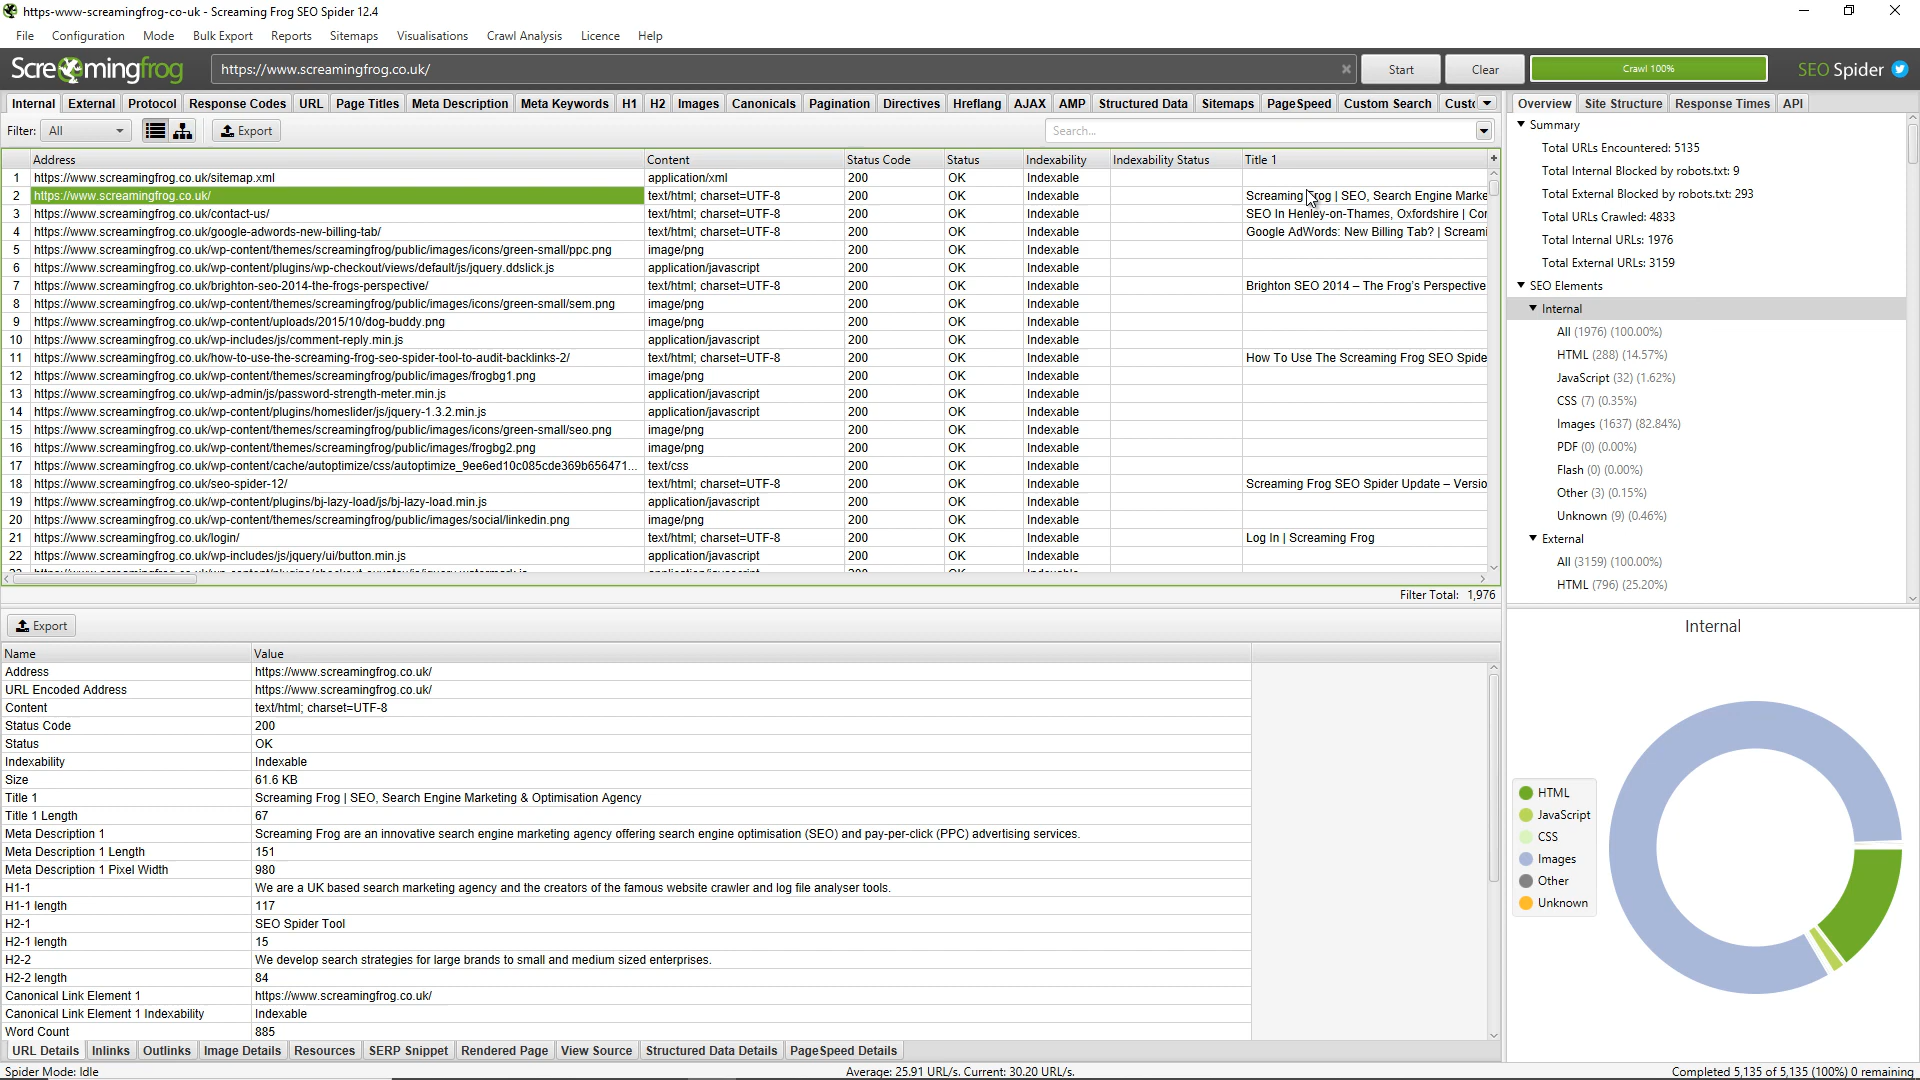 https-www-screamingfrog-co-uk - Screaming Frog SEO Spider 12.4
File Configuration Mode Bulk Export Reports Sitemaps Visualisations Crawl Analysis Licence Help
Screamingfrog https://www.screamingfrog.co.uk/ Start Clear Crawl 100% SEO Spider
Internal External Protocol Response Codes URL Page Titles Meta Description Meta Keywords H1 H2 Images Canonicals Pagination Directives Hreflang AJAX AMP Structured Data Sitemaps PageSpeed Custom Search
Filter: All Export Search...
Address Content Status Code Status Indexability Indexability Status Title 1
1 https://www.screamingfrog.co.uk/sitemap.xml application/xml 200 OK Indexable
2 https://www.screamingfrog.co.uk/ text/html; charset=UTF-8 200 OK Indexable Screaming Frog | SEO, Search Engine Marke
3 https://www.screamingfrog.co.uk/contact-us/ text/html; charset=UTF-8 200 OK Indexable SEO In Henley-on-Thames, Oxfordshire | Cor
4 https://www.screamingfrog.co.uk/google-adwords-new-billing-tab/ text/html; charset=UTF-8 200 OK Indexable Google AdWords: New Billing Tab? | Screami
5 https://www.screamingfrog.co.uk/wp-content/themes/screamingfrog/public/images/icons/green-small/ppc.png image/png 200 OK Indexable
6 https://www.screamingfrog.co.uk/wp-content/plugins/wp-checkout/views/default/js/jquery.ddslick.js application/javascript 200 OK Indexable
7 https://www.screamingfrog.co.uk/brighton-seo-2014-the-frogs-perspective/ text/html; charset=UTF-8 200 OK Indexable Brighton SEO 2014 – The Frog's Perspective
8 https://www.screamingfrog.co.uk/wp-content/themes/screamingfrog/public/images/icons/green-small/sem.png image/png 200 OK Indexable
9 https://www.screamingfrog.co.uk/wp-content/uploads/2015/10/dog-buddy.png image/png 200 OK Indexable
10 https://www.screamingfrog.co.uk/wp-includes/js/comment-reply.min.js application/javascript 200 OK Indexable
11 https://www.screamingfrog.co.uk/how-to-use-the-screaming-frog-seo-spider-tool-to-audit-backlinks-2/ text/html; charset=UTF-8 200 OK Indexable How To Use The Screaming Frog SEO Spide
12 https://www.screamingfrog.co.uk/wp-content/themes/screamingfrog/public/images/frogbg1.png image/png 200 OK Indexable
13 https://www.screamingfrog.co.uk/wp-admin/js/password-strength-meter.min.js application/javascript 200 OK Indexable
14 https://www.screamingfrog.co.uk/wp-content/plugins/homeslider/js/jquery-1.3.2.min.js application/javascript 200 OK Indexable
15 https://www.screamingfrog.co.uk/wp-content/themes/screamingfrog/public/images/icons/green-small/seo.png image/png 200 OK Indexable
16 https://www.screamingfrog.co.uk/wp-content/themes/screamingfrog/public/images/frogbg2.png image/png 200 OK Indexable
17 https://www.screamingfrog.co.uk/wp-content/cache/autoptimize/css/autoptimize_9ee6ed10c085cde369b656471... text/css 200 OK Indexable
18 https://www.screamingfrog.co.uk/seo-spider-12/ text/html; charset=UTF-8 200 OK Indexable Screaming Frog SEO Spider Update – Versio
19 https://www.screamingfrog.co.uk/wp-content/plugins/bj-lazy-load/js/bj-lazy-load.min.js application/javascript 200 OK Indexable
20 https://www.screamingfrog.co.uk/wp-content/themes/screamingfrog/public/images/social/linkedin.png image/png 200 OK Indexable
21 https://www.screamingfrog.co.uk/login/ text/html; charset=UTF-8 200 OK Indexable Log In | Screaming Frog
22 https://www.screamingfrog.co.uk/wp-includes/js/jquery/ui/button.min.js application/javascript 200 OK Indexable
Filter Total: 1,976
Export
Name Value
Address https://www.screamingfrog.co.uk/
URL Encoded Address https://www.screamingfrog.co.uk/
Content text/html; charset=UTF-8
Status Code 200
Status OK
Indexability Indexable
Size 61.6 KB
Title 1 Screaming Frog | SEO, Search Engine Marketing & Optimisation Agency
Title 1 Length 67
Meta Description 1 Screaming Frog are an innovative search engine marketing agency offering search engine optimisation (SEO) and pay-per-click (PPC) advertising services.
Meta Description 1 Length 151
Meta Description 1 Pixel Width 980
H1-1 We are a UK based search marketing agency and the creators of the famous website crawler and log file analyser tools.
H1-1 length 117
H2-1 SEO Spider Tool
H2-1 length 15
H2-2 We develop search strategies for large brands to small and medium sized enterprises.
H2-2 length 84
Canonical Link Element 1 https://www.screamingfrog.co.uk/
Canonical Link Element 1 Indexability Indexable
Word Count 885
URL Details Inlinks Outlinks Image Details Resources SERP Snippet Rendered Page View Source Structured Data Details PageSpeed Details
Overview Site Structure Response Times API
Summary
Total URLs Encountered: 5135
Total Internal Blocked by robots.txt: 9
Total External Blocked by robots.txt: 293
Total URLs Crawled: 4833
Total Internal URLs: 1976
Total External URLs: 3159
SEO Elements
Internal
All (1976) (100.00%)
HTML (288) (14.57%)
JavaScript (32) (1.62%)
CSS (7) (0.35%)
Images (1637) (82.84%)
PDF (0) (0.00%)
Flash (0) (0.00%)
Other (3) (0.15%)
Unknown (9) (0.46%)
External
All (3159) (100.00%)
HTML (796) (25.20%)
Internal
HTML
JavaScript
CSS
Images
Other
Unknown
Spider Mode: Idle Average: 25.91 URL/s. Current: 30.20 URL/s. Completed 5,135 of 5,135 (100%) 0 remaining